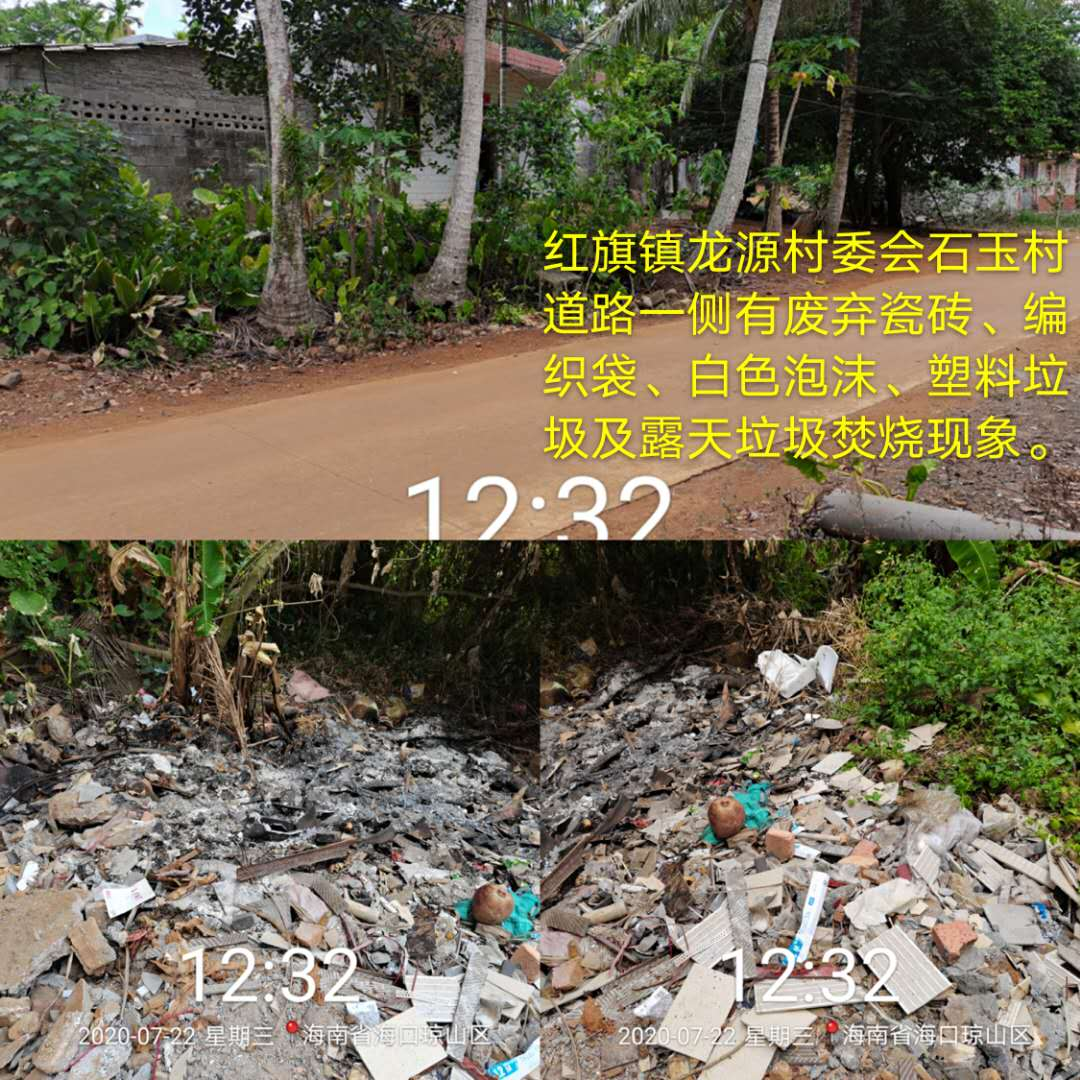 红旗镇龙源村委会石玉村
道路一侧有废弃瓷砖、编
织袋、白色泡沫、塑料垃
圾及露天垃圾焚烧现象。
12:32
12:32
2020-07-22 星期三 海南省海口琼山区
12:32
2020-07-22 星期三 海南省海口琼山区